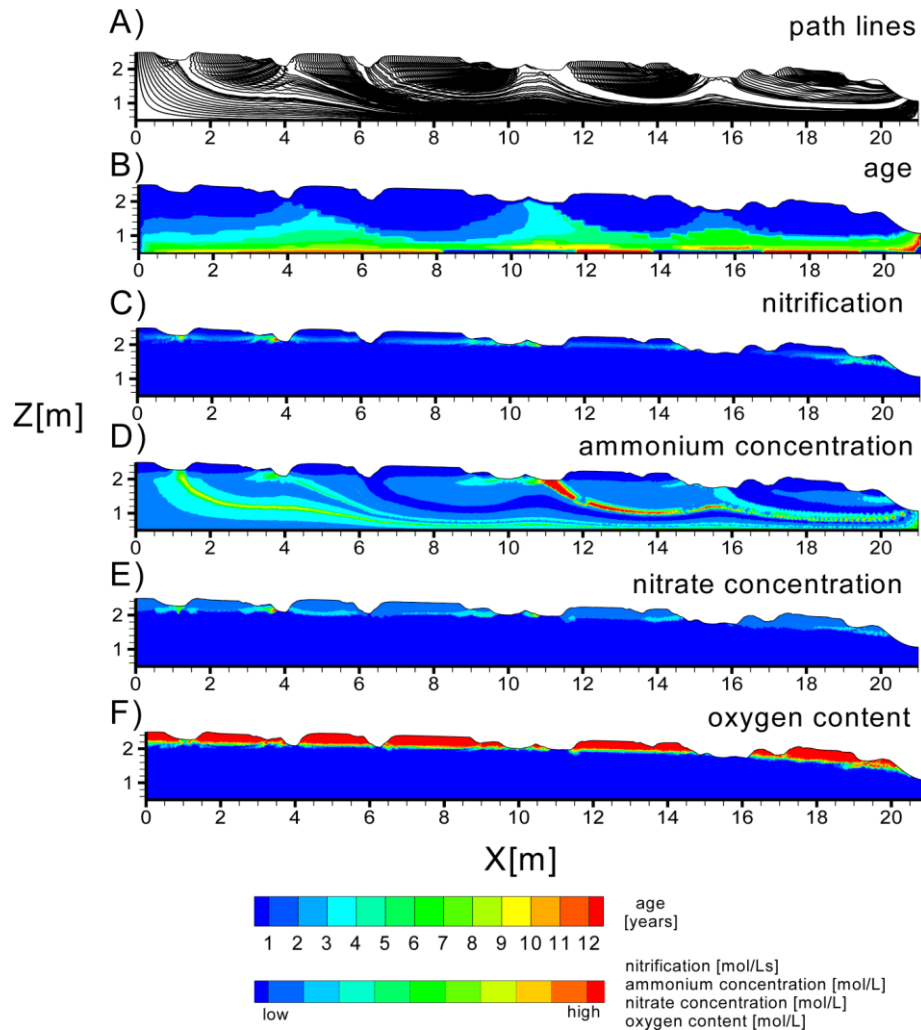 A)
path lines
2
1
0 2 4 6 8 10 12 14 16 18 20
B)
age
2
1
0 2 4 6 8 10 12 14 16 18 20
C)
nitrification
2
1
0 2 4 6 8 10 12 14 16 18 20
Z[m]
D)
ammonium concentration
2
1
0 2 4 6 8 10 12 14 16 18 20
E)
nitrate concentration
2
1
0 2 4 6 8 10 12 14 16 18 20
F)
oxygen content
2
1
0 2 4 6 8 10 12 14 16 18 20
X[m]
1 2 3 4 5 6 7 8 9 10 11 12
age
[years]
low high
nitrification [mol/Ls]
ammonium concentration [mol/L]
nitrate concentration [mol/L]
oxygen content [mol/L]